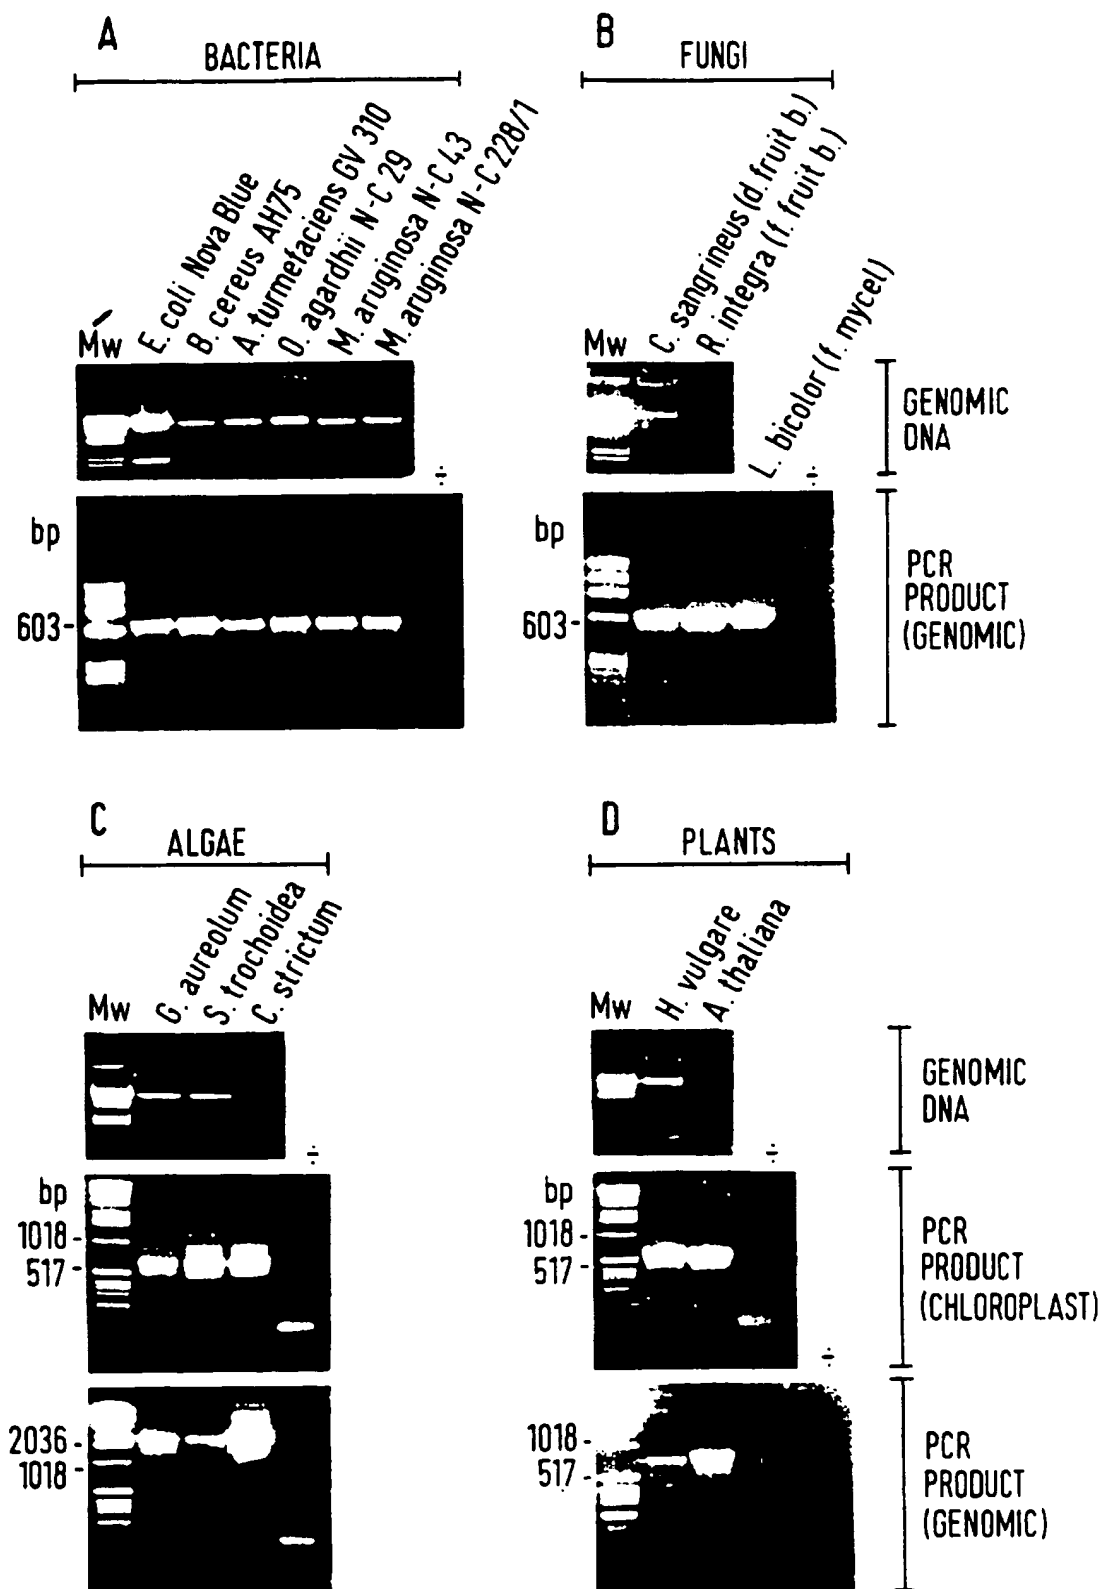 A
BACTERIA
Mw
E. coli Nova Blue
B. cereus AH75
A. turmefaciens GV 310
O. agardhii N-C 29
M. aruginosa N-C 43
M. aruginosa N-C 228/1
÷
bp
603-
B
FUNGI
Mw
C. sangrineus (d. fruit b.)
R. integra (f. fruit b.)
L. bicolor (f. mycel)
÷
bp
603-
GENOMIC
DNA
PCR
PRODUCT
(GENOMIC)
C
ALGAE
Mw
G. aureolum
S. trochoidea
C. strictum
÷
bp
1018-
517-
2036-
1018-
D
PLANTS
Mw
H. vulgare
A. thaliana
÷
bp
1018-
517-
÷
1018-
517-
GENOMIC
DNA
PCR
PRODUCT
(CHLOROPLAST)
PCR
PRODUCT
(GENOMIC)